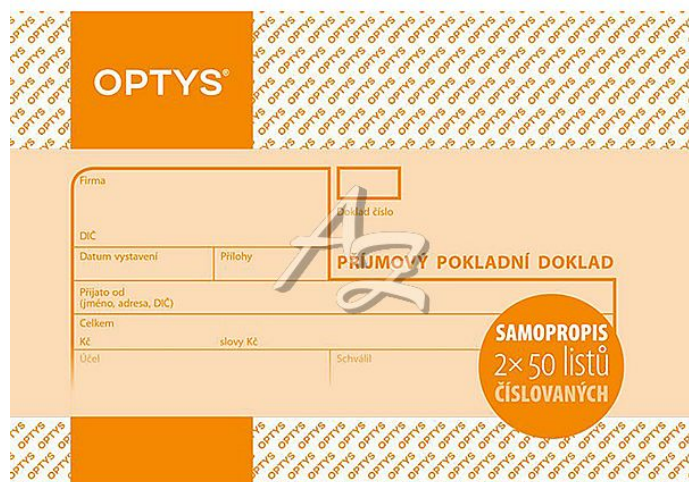 OPTYS®
Firma
Doklad číslo
DIČ
Datum vystavení
Přílohy
PŘÍJMOVÝ POKLADNÍ DOKLAD
Přijato od
(jméno, adresa, DIČ)
Celkem
Kč
slovy Kč
Účel
Schválil
SAMOPROPIS
2× 50 listů
ČÍSLOVANÝCH
AZ